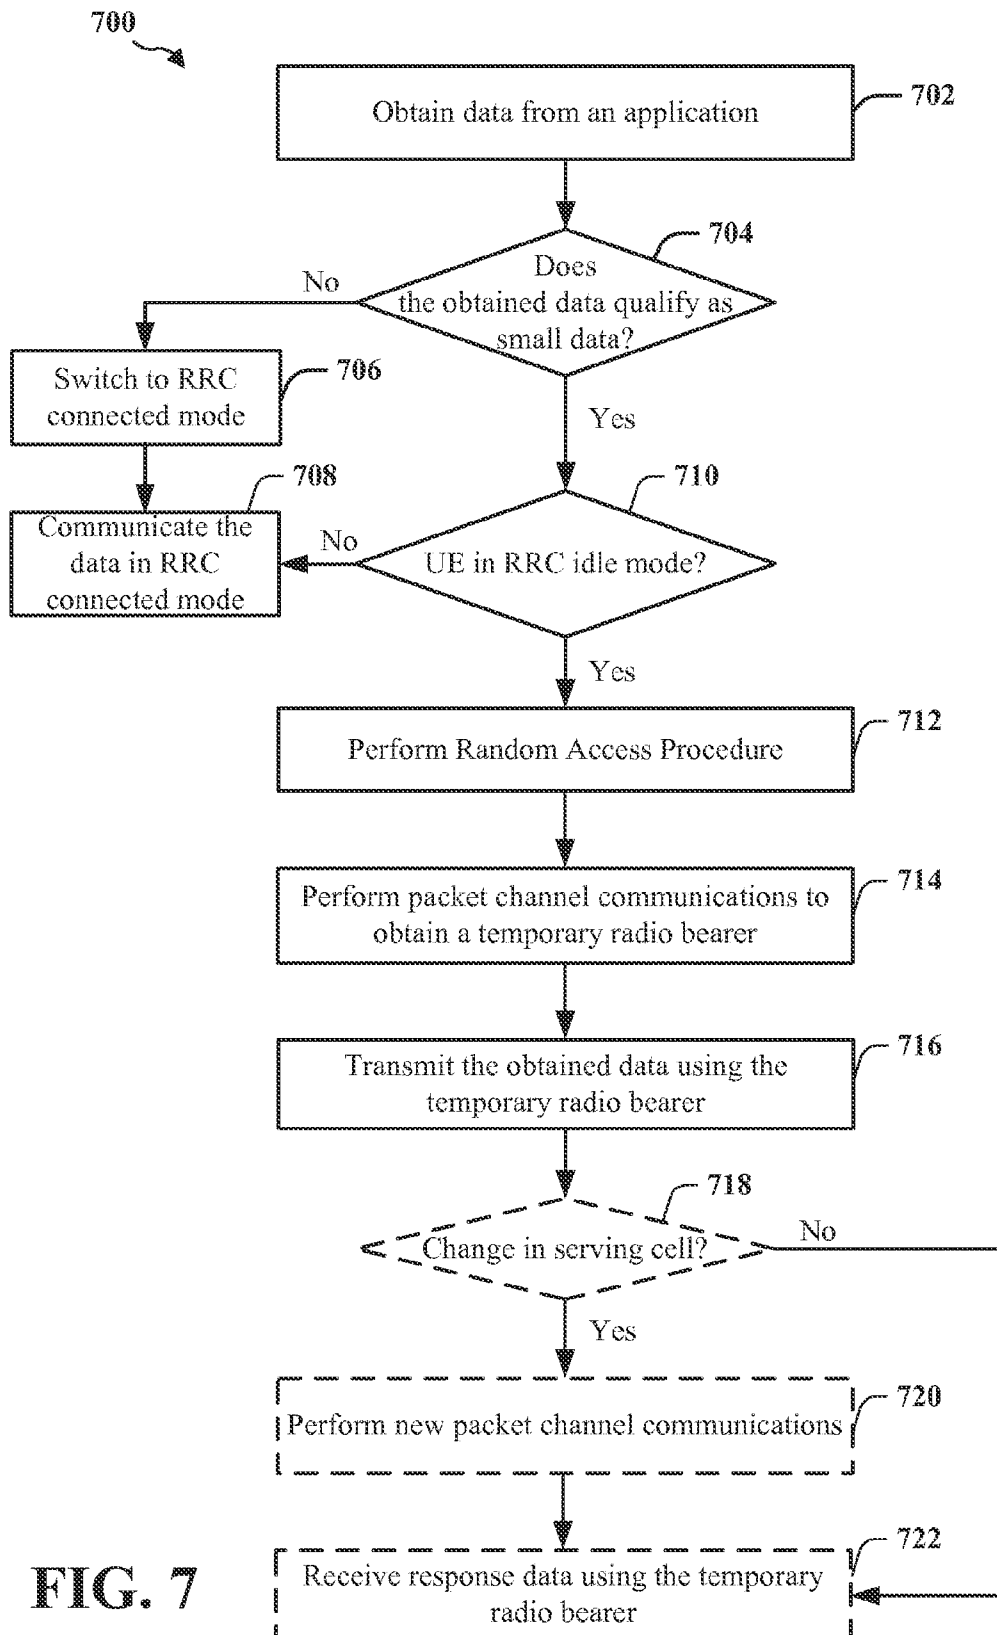 700
Obtain data from an application
702
704
Does
the obtained data qualify as
small data?
No
Yes
Switch to RRC
connected mode
706
Communicate the
data in RRC
connected mode
708
710
No
UE in RRC idle mode?
Yes
Perform Random Access Procedure
712
Perform packet channel communications to
obtain a temporary radio bearer
714
Transmit the obtained data using the
temporary radio bearer
716
718
Change in serving cell?
No
Yes
Perform new packet channel communications
720
Receive response data using the temporary
radio bearer
722
FIG. 7